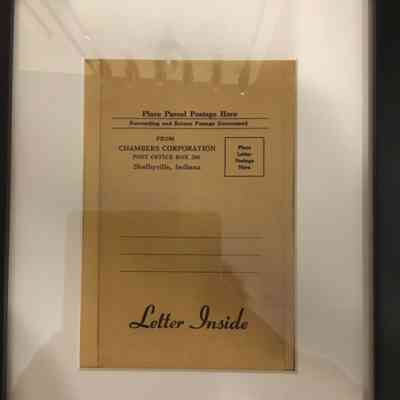 Place Parcel Postage Here
Forwarding and Return Postage Guaranteed
FROM
CHAMBERS CORPORATION
POST OFFICE BOX
Shelbyville, Indiana
Place
Letter
Postage
Here
Letter Inside